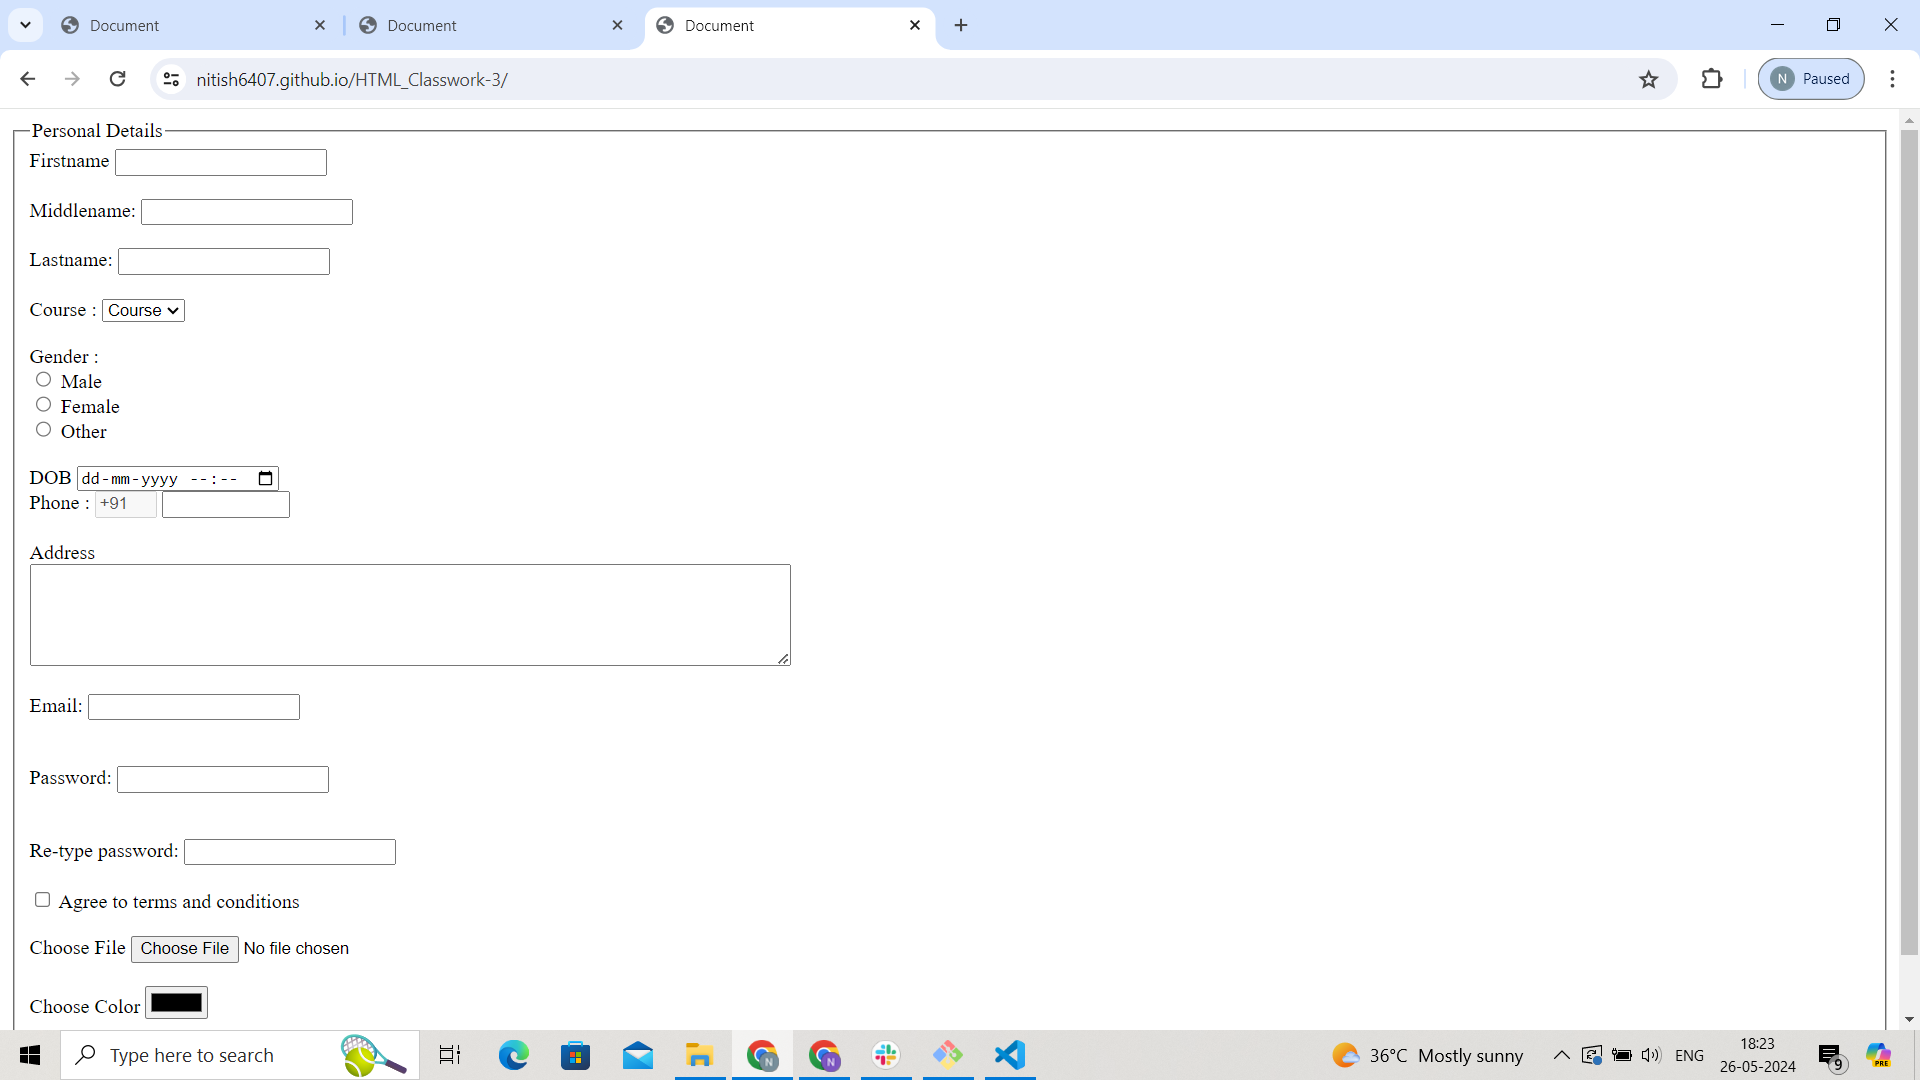 Document
Document
Document
nitish6407.github.io/HTML_Classwork-3/
N Paused
Personal Details
Firstname
Middlename:
Lastname:
Course : Course
Gender :
Male
Female
Other
DOB dd-mm-yyyy --:--
Phone : +91
Address
Email:
Password:
Re-type password:
Agree to terms and conditions
Choose File Choose File No file chosen
Choose Color
Type here to search
N
N
36°C Mostly sunny
ENG
18:23
26-05-2024
9
PRE